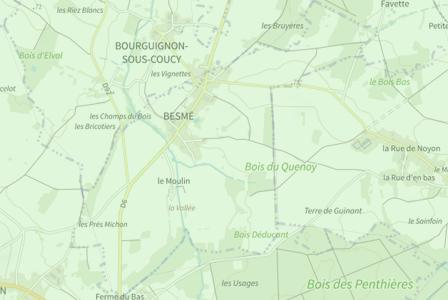 les Riez Blancs
Favette
les Bruyères
BOURGUIGNON-
SOUS-COUCY
Bois d'Elval
les Vignettes
le Bois Bas
les Champs du Bois
BESMÉ
les Bricotiers
la Rue de Noyon
Bois du Quenoy
la Rue d'en bas
le Moulin
la Vallée
Terre de Guinant
les Prés Michon
le Sainfoin
D6
Bois Déducant
les Usages
Bois des Penthières
Ferme du Bas